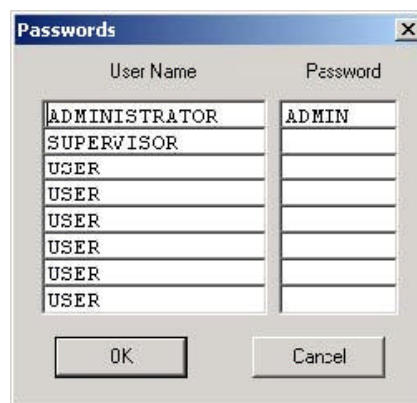 Passwords
User Name Password
ADMINISTRATOR ADMIN
SUPERVISOR
USER
USER
USER
USER
USER
USER
OK Cancel